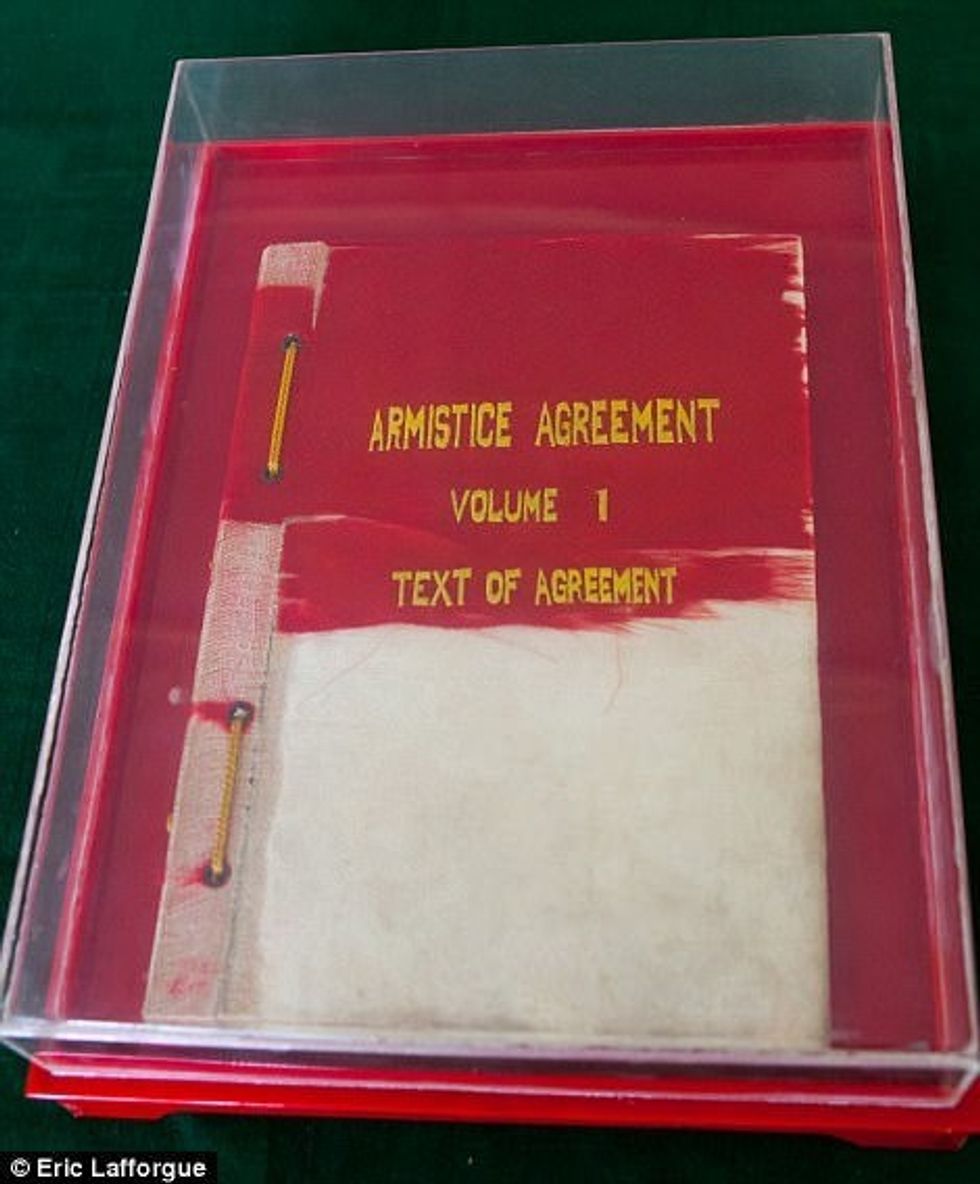 ARMISTICE AGREEMENT
VOLUME 1
TEXT OF AGREEMENT
© Eric Lafforgue